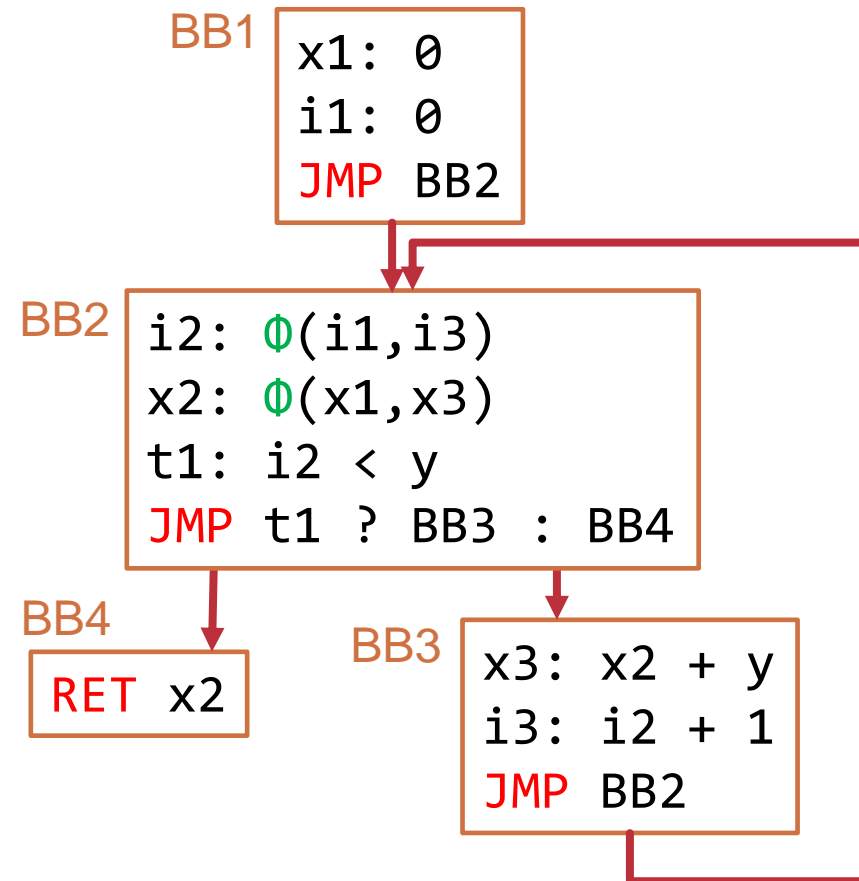 BB1
x1: 0
i1: 0
JMP BB2
BB2
i2: Φ(i1,i3)
x2: Φ(x1,x3)
t1: i2 < y
JMP t1 ? BB3 : BB4
BB4
RET x2
BB3
x3: x2 + y
i3: i2 + 1
JMP BB2